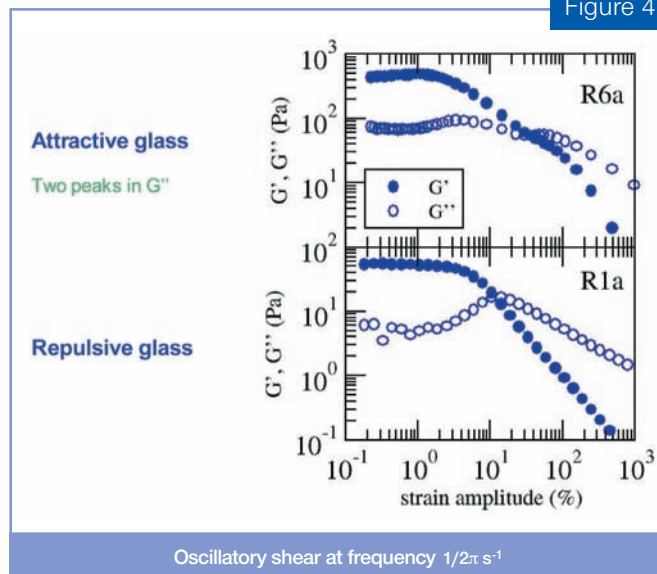 Figure 4
Attractive glass
Two peaks in G''
Repulsive glass
G', G'' (Pa)
10³
10²
10¹
R6a
G'
G''
G', G'' (Pa)
10²
10¹
10⁰
10⁻¹
R1a
10⁻¹ 10⁰ 10¹ 10² 10³
strain amplitude (%)
Oscillatory shear at frequency 1/2π s⁻¹